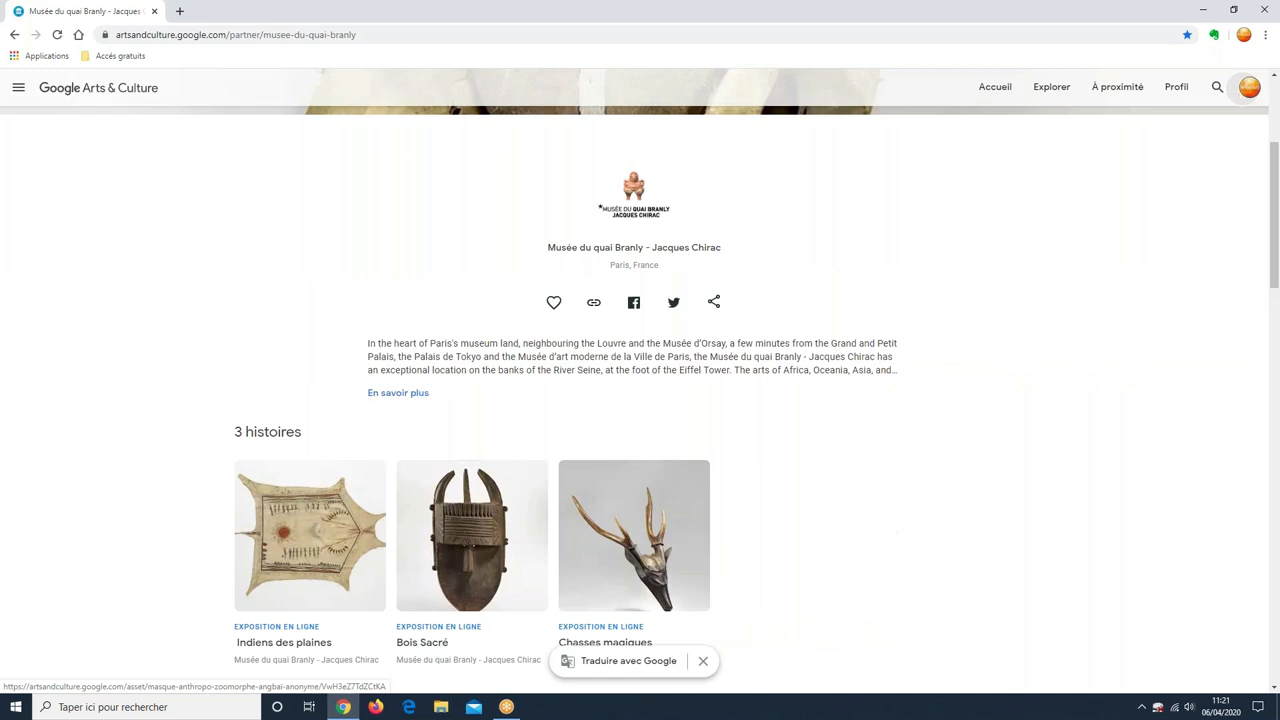 Musée du quai Branly - Jacques C
artsandculture.google.com/partner/musee-du-quai-branly
Applications
Accés gratuits
Google Arts & Culture
Accueil
Explorer
À proximité
Profil
*MUSÉE DU QUAI BRANLY
JACQUES CHIRAC
Musée du quai Branly - Jacques Chirac
Paris, France
In the heart of Paris's museum land, neighbouring the Louvre and the Musée d'Orsay, a few minutes from the Grand and Petit
Palais, the Palais de Tokyo and the Musée d'art moderne de la Ville de Paris, the Musée du quai Branly - Jacques Chirac has
an exceptional location on the banks of the River Seine, at the foot of the Eiffel Tower. The arts of Africa, Oceania, Asia, and…
En savoir plus
3 histoires
EXPOSITION EN LIGNE
Indiens des plaines
Musée du quai Branly - Jacques Chirac
EXPOSITION EN LIGNE
Bois Sacré
Musée du quai Branly - Jacques Chirac
EXPOSITION EN LIGNE
Chasses magiques
Traduire avec Google
https://artsandculture.google.com/asset/masque-anthropo-zoomorphe-angbaï-anonyme/VwH3eZ7TdZCtKA
Taper ici pour rechercher
11:21
06/04/2020